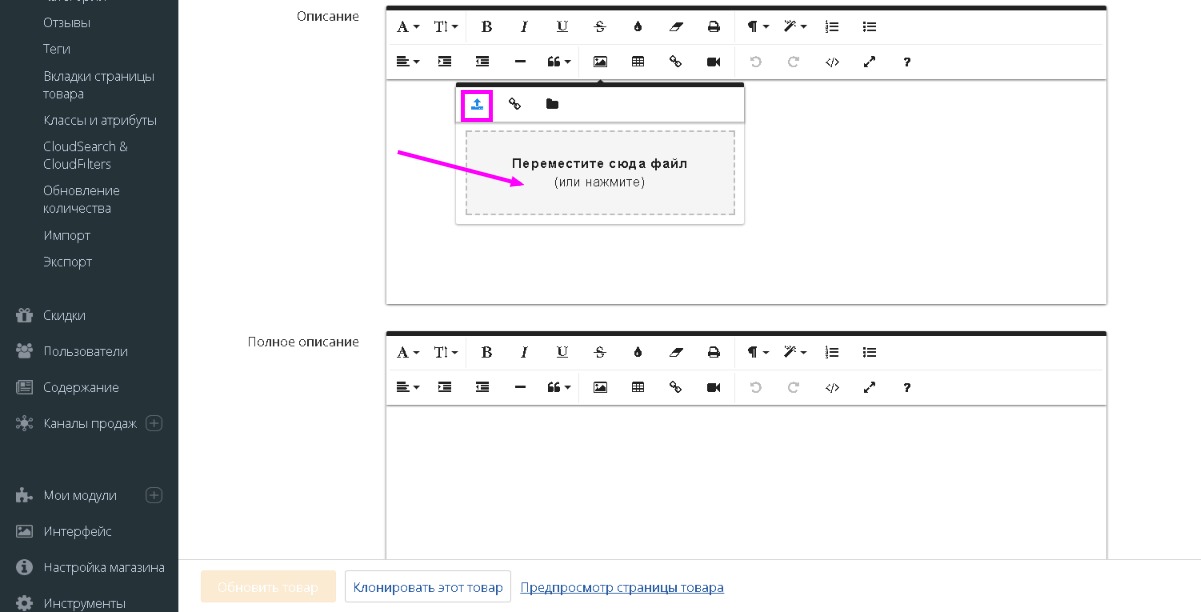 Отзывы
Теги
Вкладки страницы
товара
Классы и атрибуты
CloudSearch &
CloudFilters
Обновление
количества
Импорт
Экспорт
Скидки
Пользователи
Содержание
Каналы продаж
Мои модули
Интерфейс
Настройка магазина
Инструменты
Описание
Переместите сюда файл
(или нажмите)
Полное описание
Обновить товар
Клонировать этот товар
Предпросмотр страницы товара